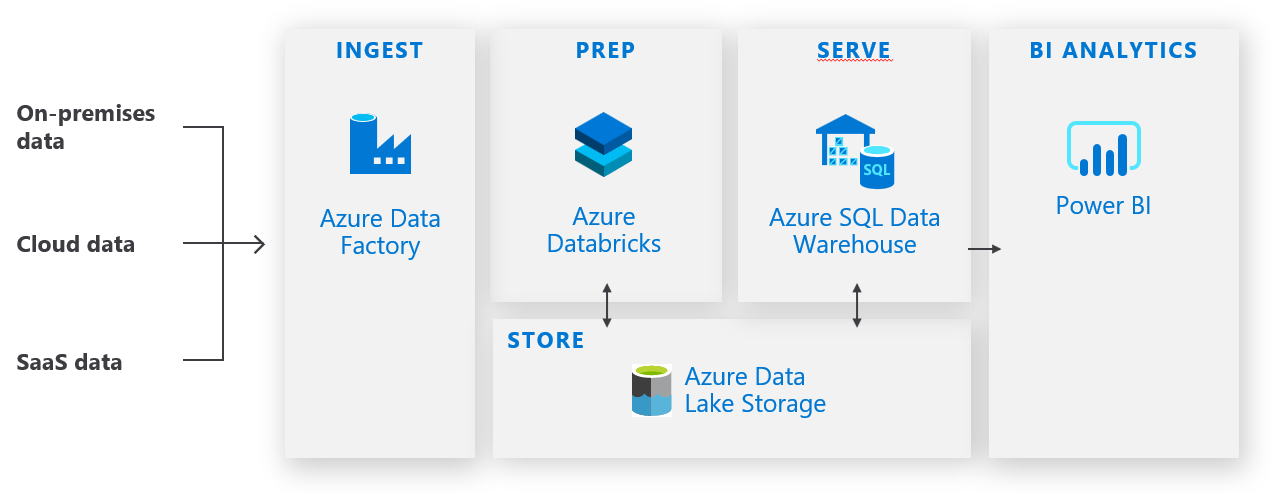 INGEST
PREP
SERVE
BI ANALYTICS
On-premises
data
Cloud data
SaaS data
Azure Data
Factory
Azure
Databricks
SQL
Azure SQL Data
Warehouse
Power BI
STORE
Azure Data
Lake Storage